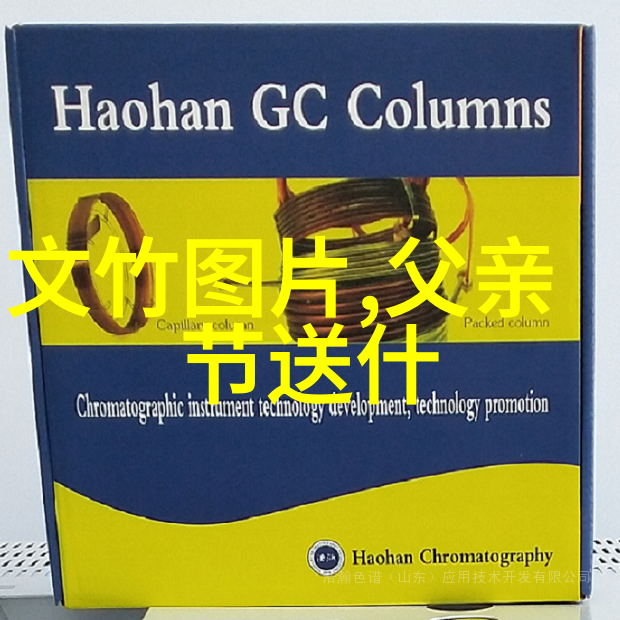 Haohan GC Columns
文竹图片,父亲
节送什
Capillary column
Packed column
Chromatographic instrument technology development, technology promotion
Haohan Chromatography
浩瀚色谱（山东）应用技术开发有限公司